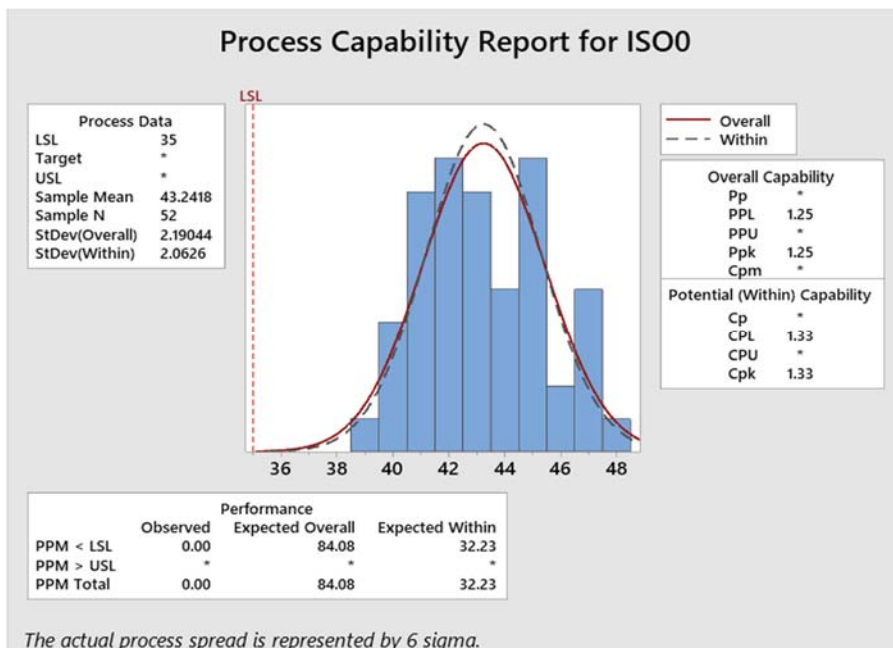 Process Capability Report for ISO0
LSL
Process Data
LSL 35
Target *
USL *
Sample Mean 43.2418
Sample N 52
StDev(Overall) 2.19044
StDev(Within) 2.0626
Overall
Within
Overall Capability
Pp *
PPL 1.25
PPU *
Ppk 1.25
Cpm *
Potential (Within) Capability
Cp *
CPL 1.33
CPU *
Cpk 1.33
36 38 40 42 44 46 48
Performance
Observed Expected Overall Expected Within
PPM < LSL 0.00 84.08 32.23
PPM > USL * * *
PPM Total 0.00 84.08 32.23
The actual process spread is represented by 6 sigma.